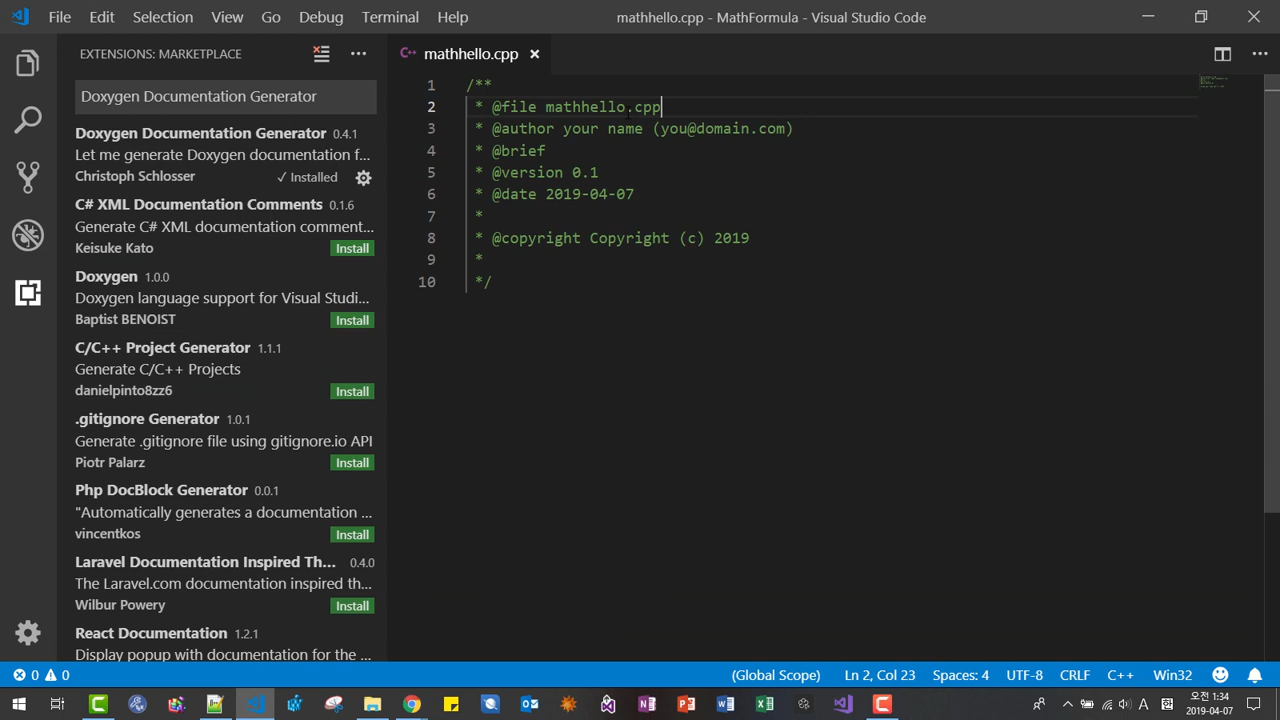 File Edit Selection View Go Debug Terminal Help
mathhello.cpp - MathFormula - Visual Studio Code
EXTENSIONS: MARKETPLACE
Doxygen Documentation Generator
Doxygen Documentation Generator 0.4.1
Let me generate Doxygen documentation f...
Christoph Schlosser ✓ Installed
C# XML Documentation Comments 0.1.6
Generate C# XML documentation comment...
Keisuke Kato Install
Doxygen 1.0.0
Doxygen language support for Visual Studi...
Baptist BENOIST Install
C/C++ Project Generator 1.1.1
Generate C/C++ Projects
danielpinto8zz6 Install
.gitignore Generator 1.0.1
Generate .gitignore file using gitignore.io API
Piotr Palarz Install
Php DocBlock Generator 0.0.1
"Automatically generates a documentation ...
vincentkos Install
Laravel Documentation Inspired Th... 0.4.0
The Laravel.com documentation inspired th...
Wilbur Powery Install
React Documentation 1.2.1
Display popup with documentation for the ...
mathhello.cpp
1 /**
2 * @file mathhello.cpp
3 * @author your name (you@domain.com)
4 * @brief
5 * @version 0.1
6 * @date 2019-04-07
7 *
8 * @copyright Copyright (c) 2019
9 *
10 */
0 0 (Global Scope) Ln 2, Col 23 Spaces: 4 UTF-8 CRLF C++ Win32
A 오전 1:34
2019-04-07